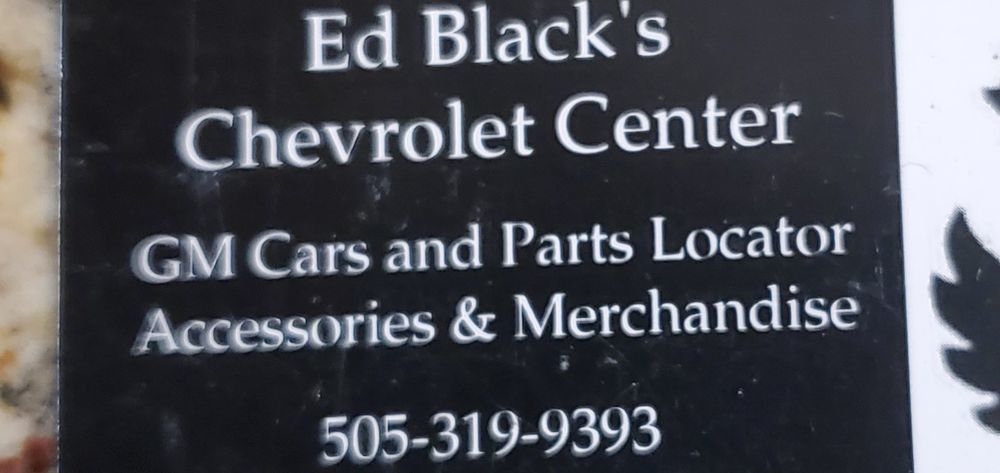 Ed Black's
Chevrolet Center
GM Cars and Parts Locator
Accessories & Merchandise
505-319-9393